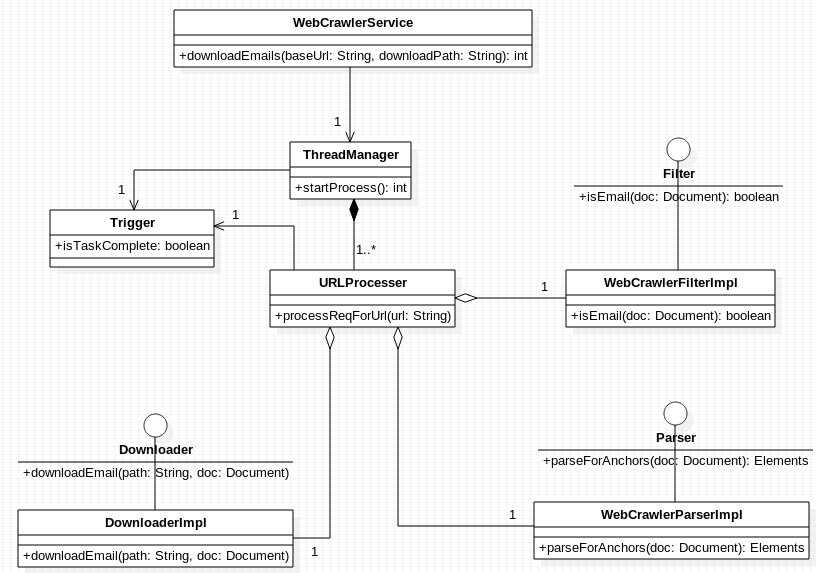 WebCrawlerService
+downloadEmails(baseUrl: String, downloadPath: String): int
1
ThreadManager
+startProcess(): int
1
Trigger
+isTaskComplete: boolean
1
1..*
Filter
+isEmail(doc: Document): boolean
URLProcesser
+processReqForUrl(url: String)
1
WebCrawlerFilterImpl
+isEmail(doc: Document): boolean
Downloader
+downloadEmail(path: String, doc: Document)
Parser
+parseForAnchors(doc: Document): Elements
DownloaderImpl
+downloadEmail(path: String, doc: Document)
1
1
WebCrawlerParserImpl
+parseForAnchors(doc: Document): Elements